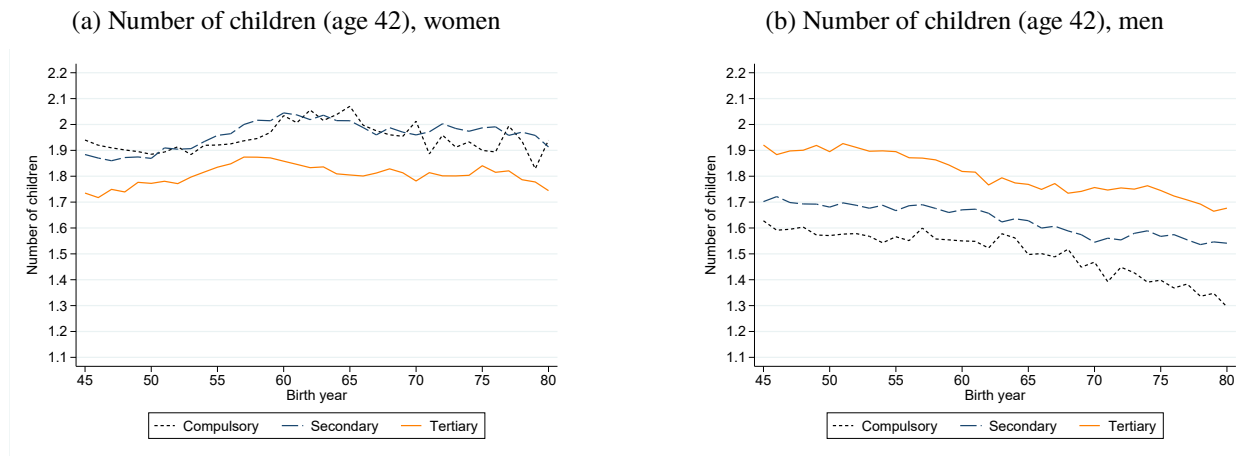 (a) Number of children (age 42), women
2.2
2.1
2
1.9
1.8
1.7
1.6
1.5
1.4
1.3
1.2
1.1
Number of children
45 50 55 60 65 70 75 80
Birth year
Compulsory Secondary Tertiary
(b) Number of children (age 42), men
2.2
2.1
2
1.9
1.8
1.7
1.6
1.5
1.4
1.3
1.2
1.1
Number of children
45 50 55 60 65 70 75 80
Birth year
Compulsory Secondary Tertiary